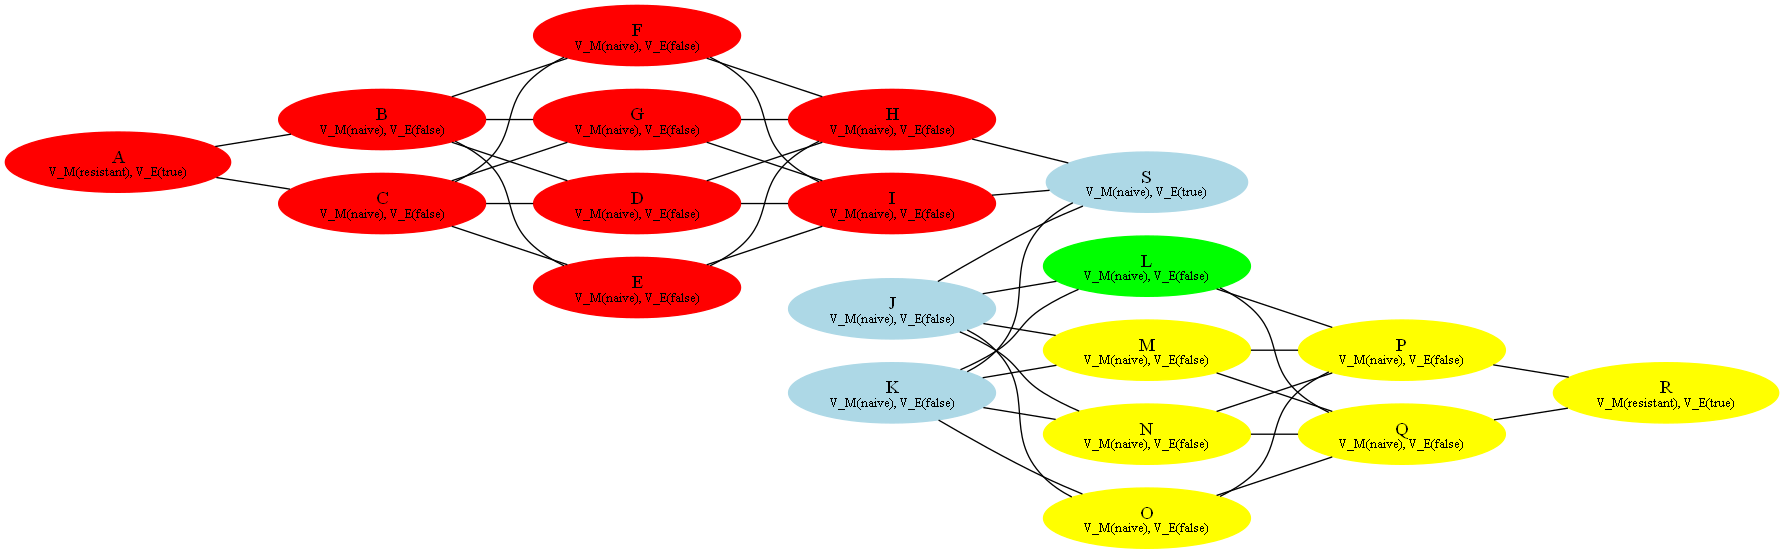 F
V_M(naive), V_E(false)
B
V_M(naive), V_E(false)
G
V_M(naive), V_E(false)
H
V_M(naive), V_E(false)
A
V_M(resistant), V_E(true)
S
V_M(naive), V_E(true)
C
V_M(naive), V_E(false)
D
V_M(naive), V_E(false)
I
V_M(naive), V_E(false)
L
V_M(naive), V_E(false)
E
V_M(naive), V_E(false)
J
V_M(naive), V_E(false)
M
V_M(naive), V_E(false)
P
V_M(naive), V_E(false)
K
V_M(naive), V_E(false)
R
V_M(resistant), V_E(true)
N
V_M(naive), V_E(false)
Q
V_M(naive), V_E(false)
O
V_M(naive), V_E(false)